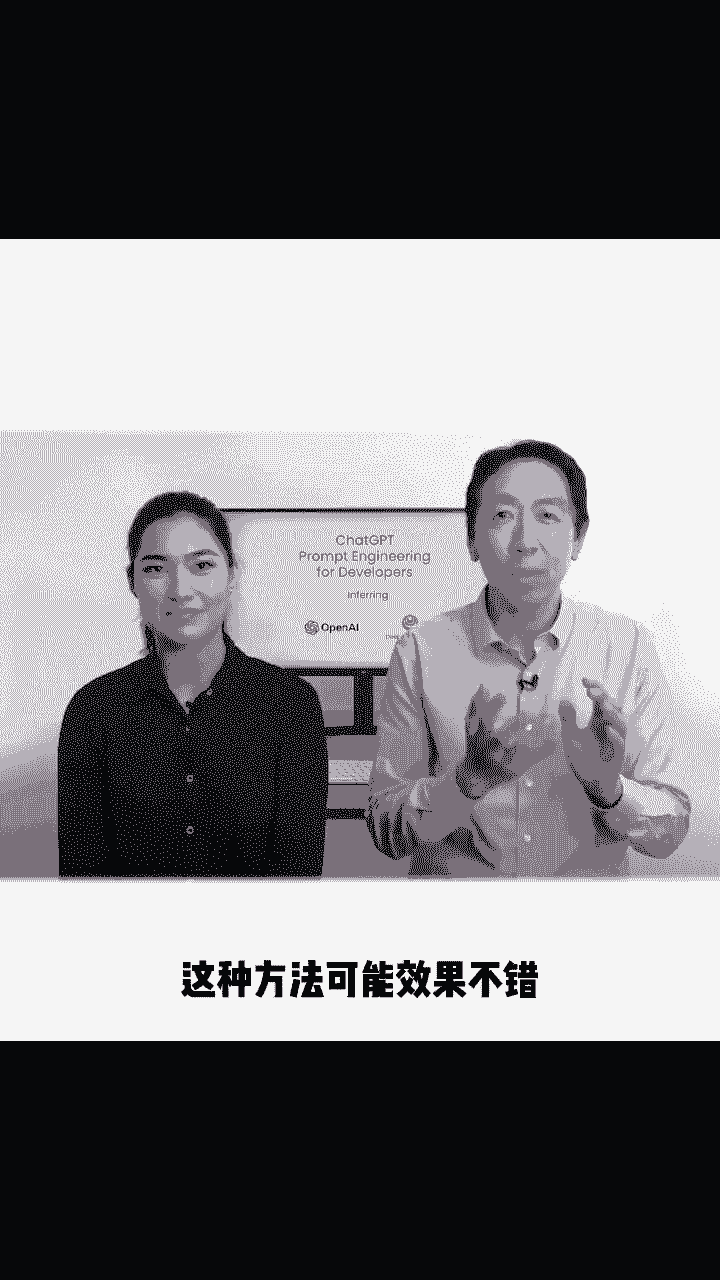 ChatGPT
Prompt Engineering
for Developers
Inferring
OpenAI
这种方法可能效果不错